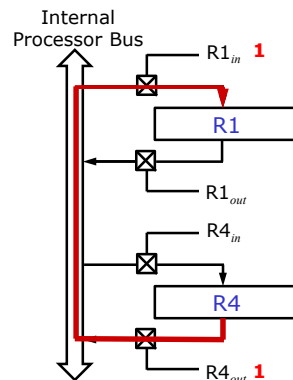 Internal
Processor Bus
R1in 1
R1
R1out
R4in
R4
R4out 1